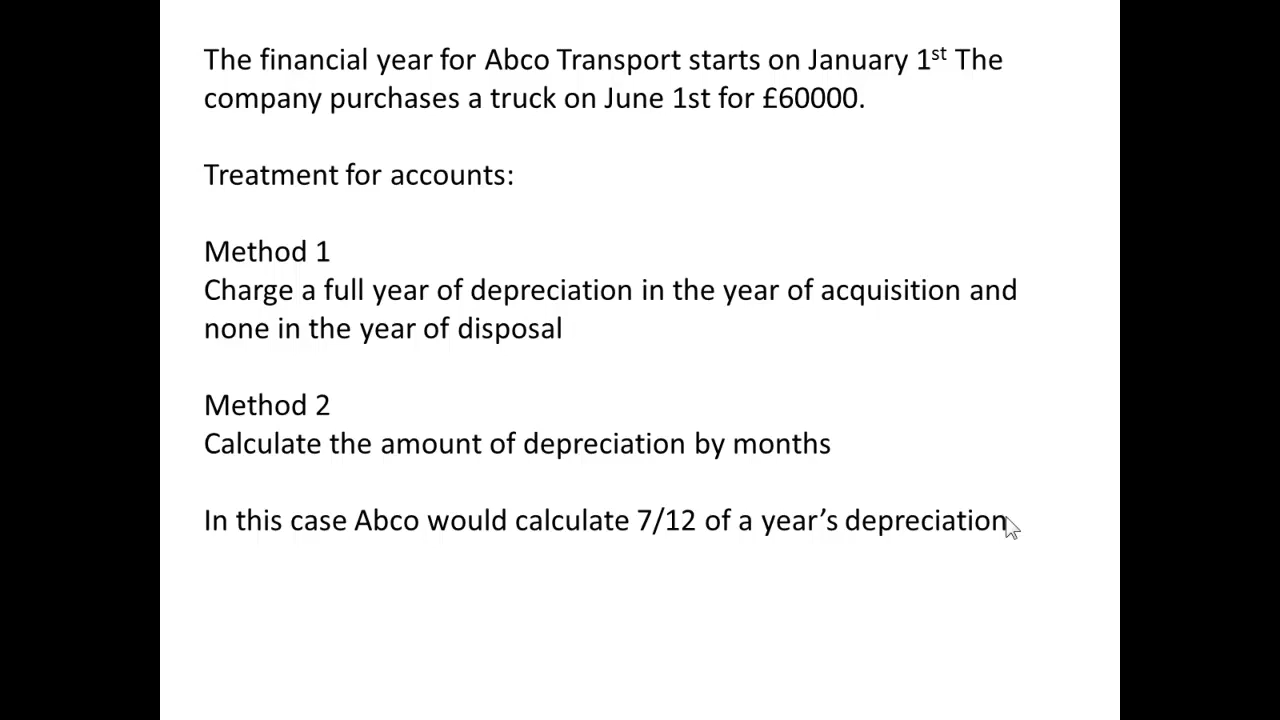 The financial year for Abco Transport starts on January 1st The
company purchases a truck on June 1st for £60000.
Treatment for accounts:
Method 1
Charge a full year of depreciation in the year of acquisition and
none in the year of disposal
Method 2
Calculate the amount of depreciation by months
In this case Abco would calculate 7/12 of a year’s depreciation